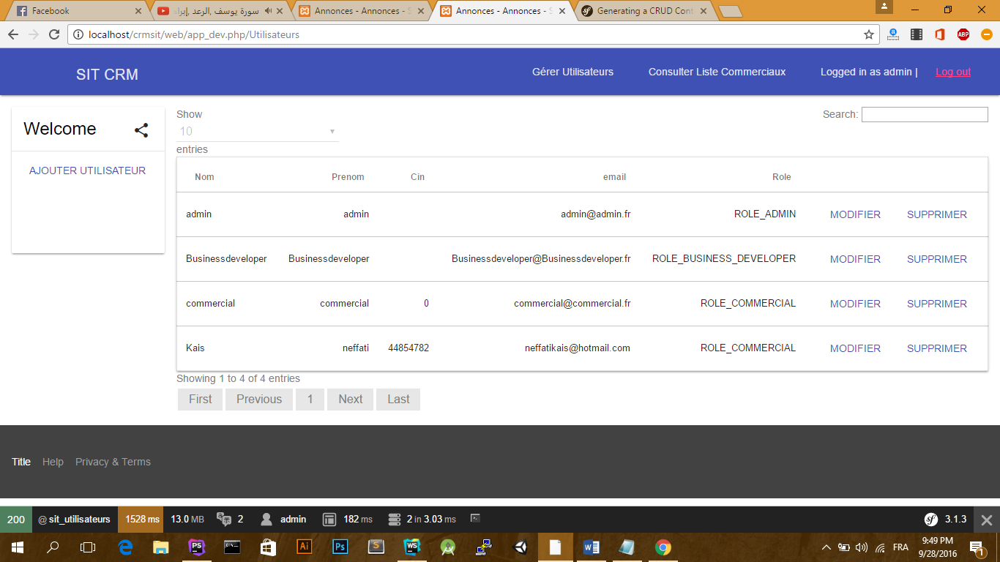 Facebook
سورة يوسف ,الرعد ,إبرا
Annonces - Annonces - S
Annonces - Annonces - S
Generating a CRUD Cont
localhost/crmsit/web/app_dev.php/Utilisateurs
ABP
SIT CRM
Gérer Utilisateurs
Consulter Liste Commerciaux
Logged in as admin |
Log out
Welcome
AJOUTER UTILISATEUR
Show
10
entries
Search:
Nom Prenom Cin email Role
admin admin admin@admin.fr ROLE_ADMIN MODIFIER SUPPRIMER
Businessdeveloper Businessdeveloper Businessdeveloper@Businessdeveloper.fr ROLE_BUSINESS_DEVELOPER MODIFIER SUPPRIMER
commercial commercial 0 commercial@commercial.fr ROLE_COMMERCIAL MODIFIER SUPPRIMER
Kais neffati 44854782 neffatikais@hotmail.com ROLE_COMMERCIAL MODIFIER SUPPRIMER
Showing 1 to 4 of 4 entries
First Previous 1 Next Last
Title Help Privacy & Terms
200 @ sit_utilisateurs 1528 ms 13.0 MB 2 admin 182 ms 2 in 3.03 ms sf 3.1.3
PS Ai Ps S WS W FRA
9:49 PM
9/28/2016
1